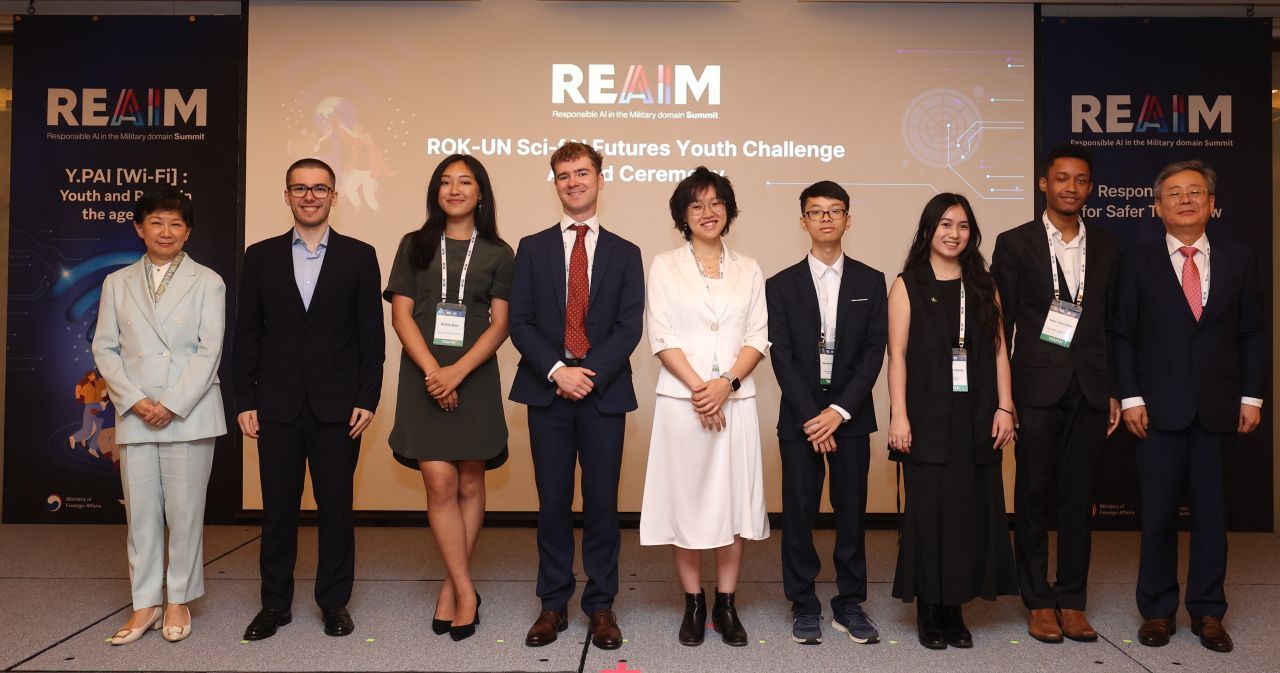 REAIM
Responsible AI in the Military domain Summit
Y.PAI [Wi-Fi] :
Youth and
the age
Ministry of
Foreign Affairs
REAIM
Responsible AI in the Military domain Summit
ROK-UN Futures Youth Challenge
Ceremony
REAIM
Responsible AI in the Military domain Summit
for Safer
Ministry of
Foreign Affairs
YOUTH